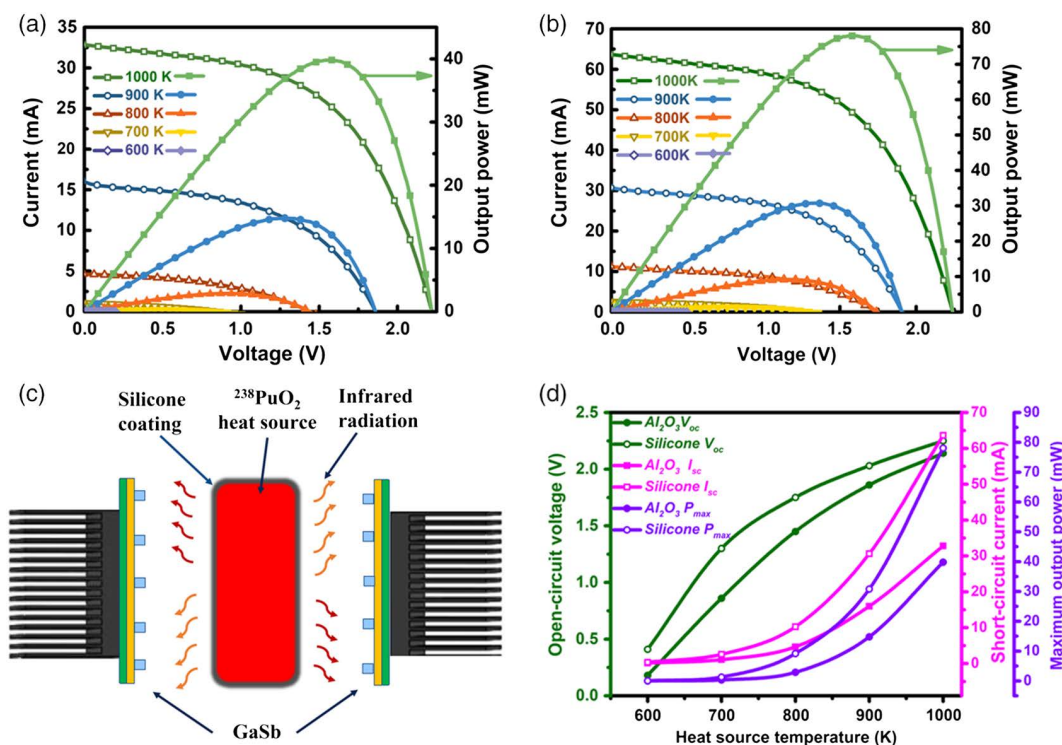 (a)
35
30
25
20
15
10
5
0
Current (mA)
0.0 0.5 1.0 1.5 2.0
Voltage (V)
40
30
20
10
0
Output power (mW)
1000 K
900 K
800 K
700 K
600 K
(b)
70
60
50
40
30
20
10
0
Current (mA)
0.0 0.5 1.0 1.5 2.0
Voltage (V)
80
70
60
50
40
30
20
10
0
Output power (mW)
1000K
900K
800K
700K
600K
(c)
Silicone
coating
²³⁸PuO₂
heat source
Infrared
radiation
GaSb
(d)
2.5
2.0
1.5
1.0
0.5
0.0
Open-circuit voltage (V)
Al₂O₃V_oc
Silicone V_oc
Al₂O₃ I_sc
Silicone I_sc
Al₂O₃ P_max
Silicone P_max
600 700 800 900 1000
Heat source temperature (K)
70
60
50
40
30
20
10
0
Short-circuit current (mA)
90
80
70
60
50
40
30
20
10
0
Maximum output power (mW)